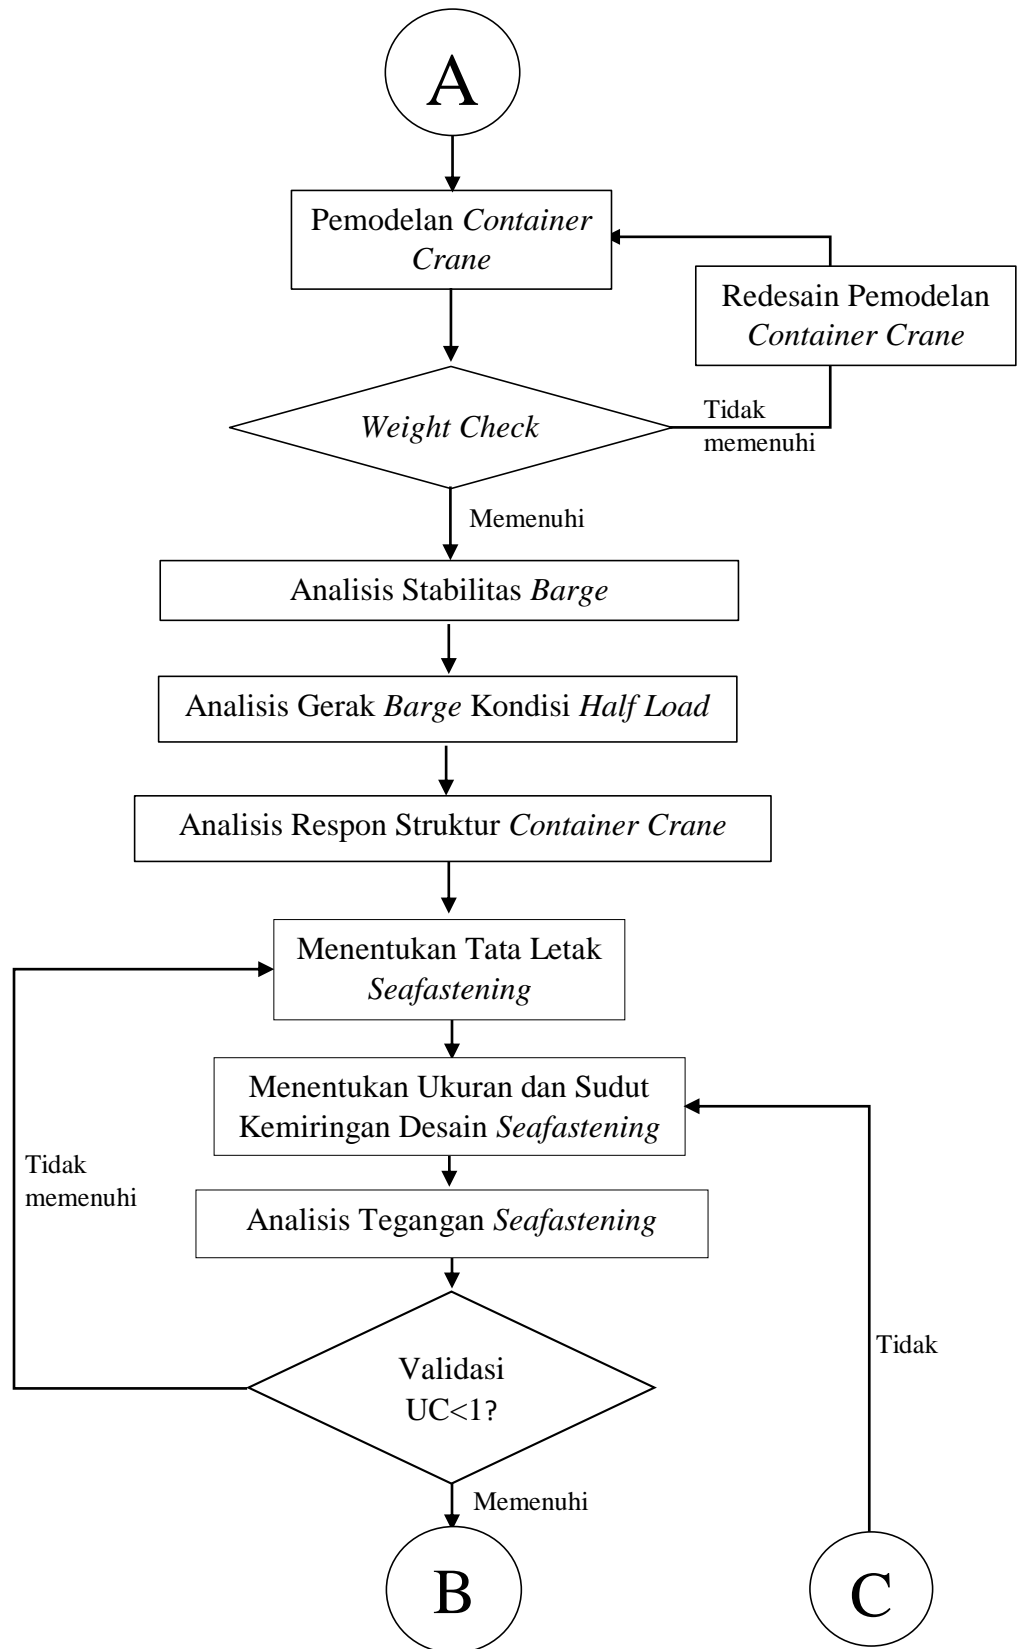 A
Pemodelan Container
Crane
Redesain Pemodelan
Container Crane
Weight Check
Tidak
memenuhi
Memenuhi
Analisis Stabilitas Barge
Analisis Gerak Barge Kondisi Half Load
Analisis Respon Struktur Container Crane
Menentukan Tata Letak
Seafastening
Menentukan Ukuran dan Sudut
Kemiringan Desain Seafastening
Tidak
memenuhi
Analisis Tegangan Seafastening
Validasi
UC<1?
Tidak
Memenuhi
B
C